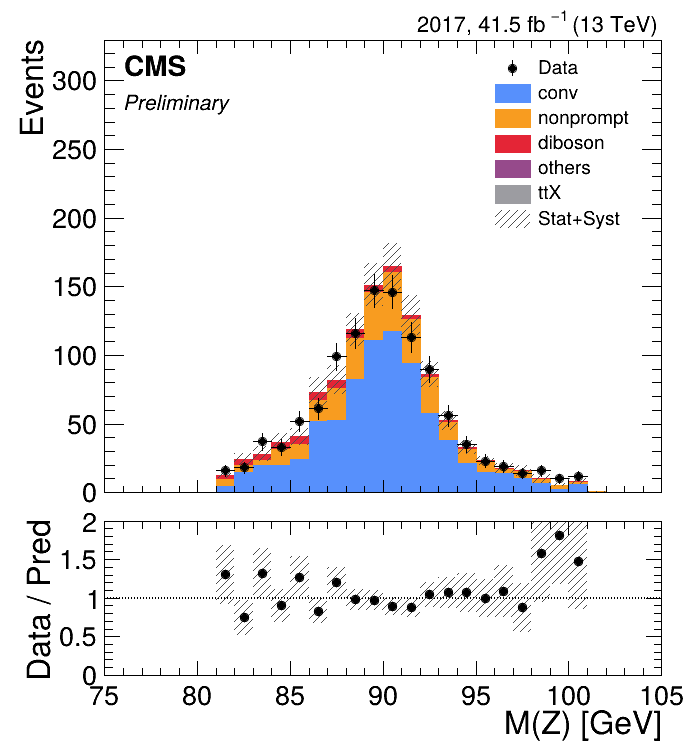 2017, 41.5 fb⁻¹ (13 TeV)
Events
CMS
Preliminary
Data
conv
nonprompt
diboson
others
ttX
Stat+Syst
300
250
200
150
100
50
0
Data / Pred
2
1.5
1
0.5
0
75 80 85 90 95 100 105
M(Z) [GeV]